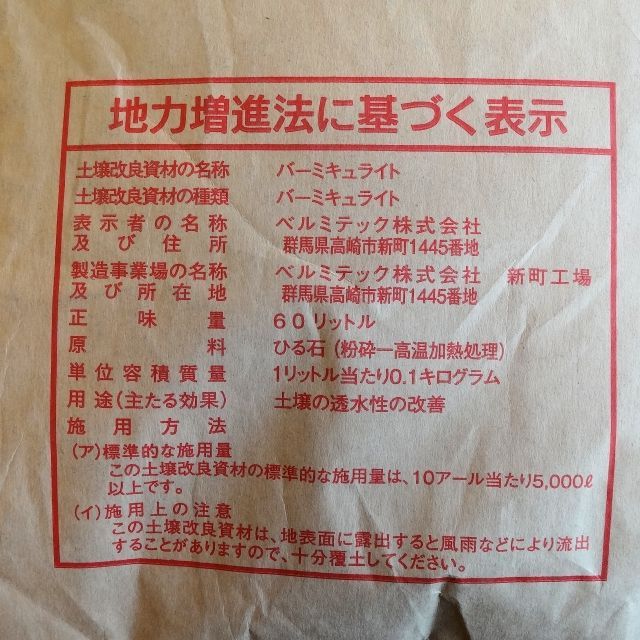 地力増進法に基づく表示
土壌改良資材の名称 バーミキュライト
土壌改良資材の種類 バーミキュライト
表示者の名称 ベルミテック株式会社
及び住所 群馬県高崎市新町1445番地
製造事業場の名称 ベルミテック株式会社 新町工場
及び所在地 群馬県高崎市新町1445番地
正味量 60リットル
原料 ひる石(粉砕ー高温加熱処理)
単位容積質量 1リットル当たり0.1キログラム
用途(主たる効果) 土壌の透水性の改善
施用方法
(ア)標準的な施用量
この土壌改良資材の標準的な施用量は、10アール当たり5,000ℓ
以上です。
(イ)施用上の注意
この土壌改良資材は、地表面に露出すると風雨などにより流出
することがありますので、十分覆土してください。